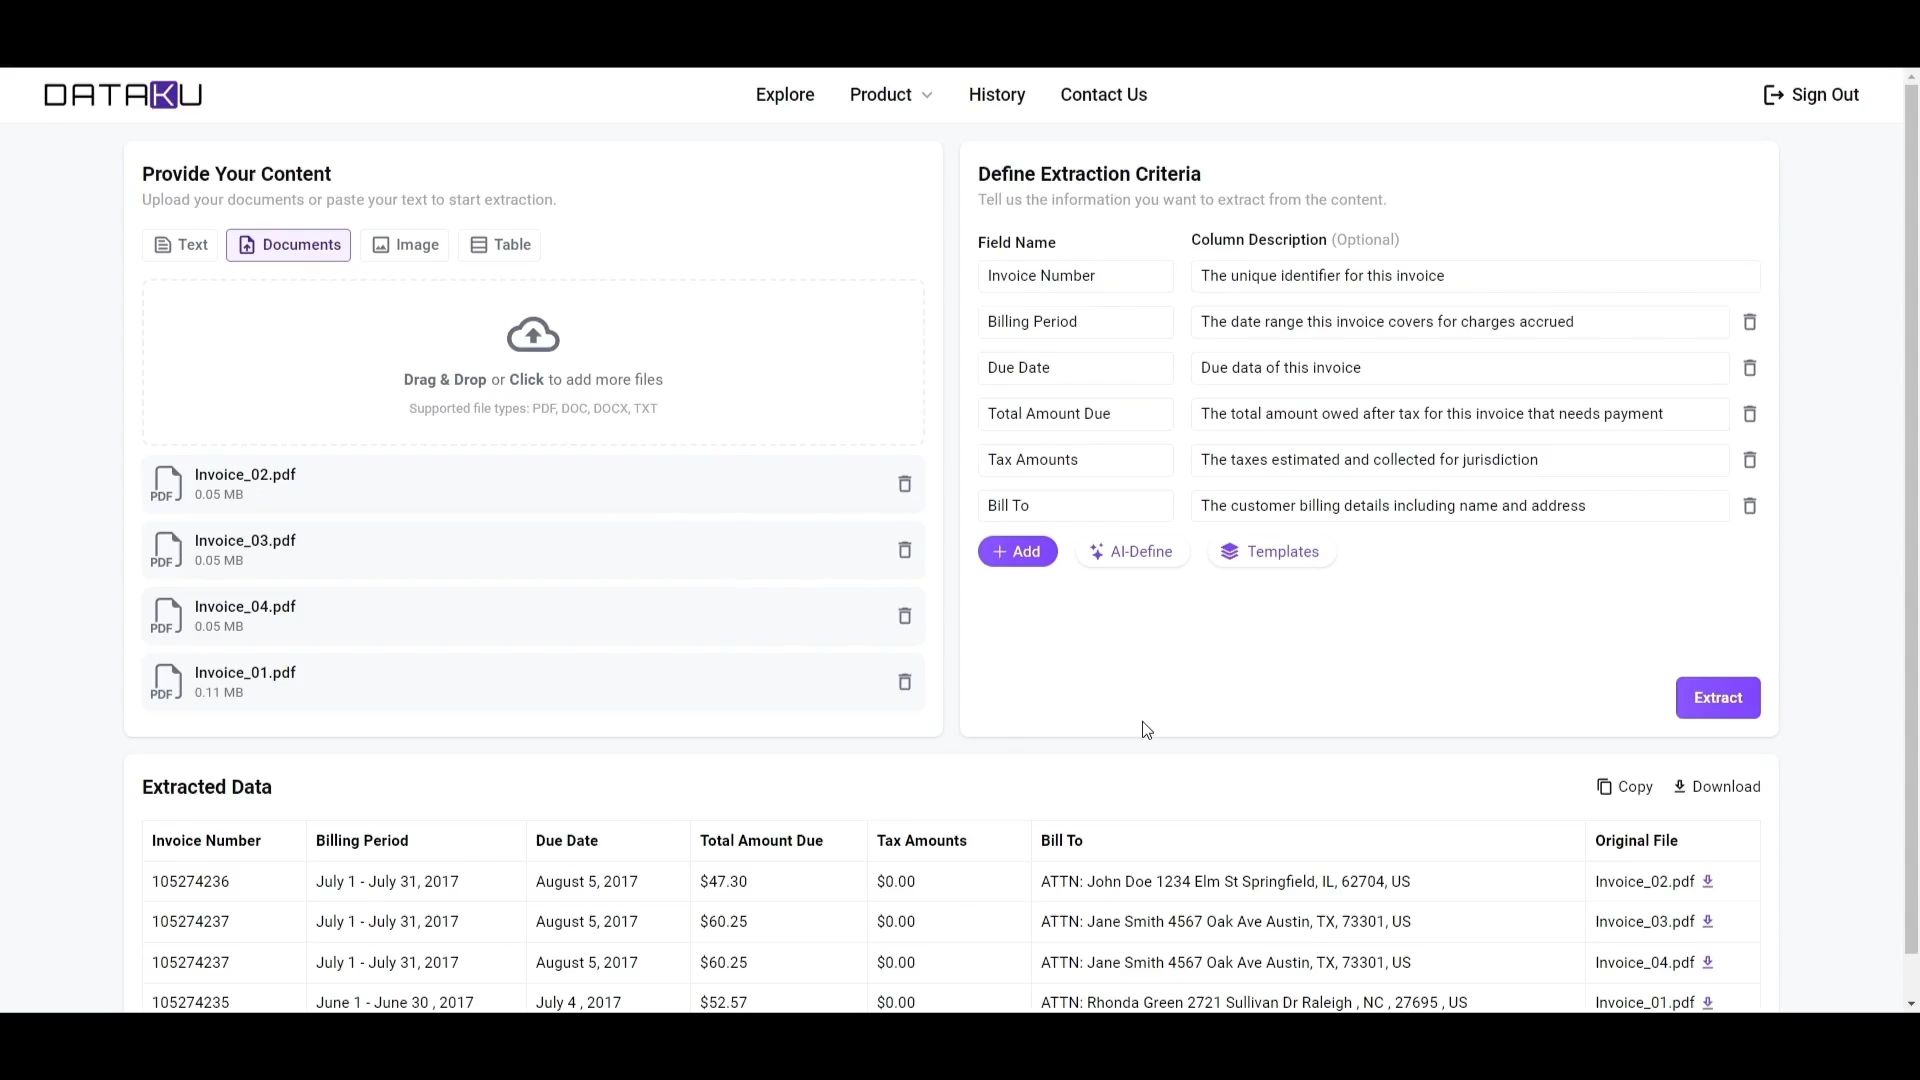 DATAKU
Explore Product History Contact Us Sign Out
Provide Your Content
Upload your documents or paste your text to start extraction.
Text Documents Image Table
Drag & Drop or Click to add more files
Supported file types: PDF, DOC, DOCX, TXT
PDF Invoice_02.pdf
0.05 MB
PDF Invoice_03.pdf
0.05 MB
PDF Invoice_04.pdf
0.05 MB
PDF Invoice_01.pdf
0.11 MB
Define Extraction Criteria
Tell us the information you want to extract from the content.
Field Name Column Description (Optional)
Invoice Number The unique identifier for this invoice
Billing Period The date range this invoice covers for charges accrued
Due Date Due data of this invoice
Total Amount Due The total amount owed after tax for this invoice that needs payment
Tax Amounts The taxes estimated and collected for jurisdiction
Bill To The customer billing details including name and address
+ Add AI-Define Templates
Extract
Extracted Data Copy Download
Invoice Number Billing Period Due Date Total Amount Due Tax Amounts Bill To Original File
105274236 July 1 - July 31, 2017 August 5, 2017 $47.30 $0.00 ATTN: John Doe 1234 Elm St Springfield, IL, 62704, US Invoice_02.pdf
105274237 July 1 - July 31, 2017 August 5, 2017 $60.25 $0.00 ATTN: Jane Smith 4567 Oak Ave Austin, TX, 73301, US Invoice_03.pdf
105274237 July 1 - July 31, 2017 August 5, 2017 $60.25 $0.00 ATTN: Jane Smith 4567 Oak Ave Austin, TX, 73301, US Invoice_04.pdf
105274235 June 1 - June 30 , 2017 July 4 , 2017 $52.57 $0.00 ATTN: Rhonda Green 2721 Sullivan Dr Raleigh , NC , 27695 , US Invoice_01.pdf